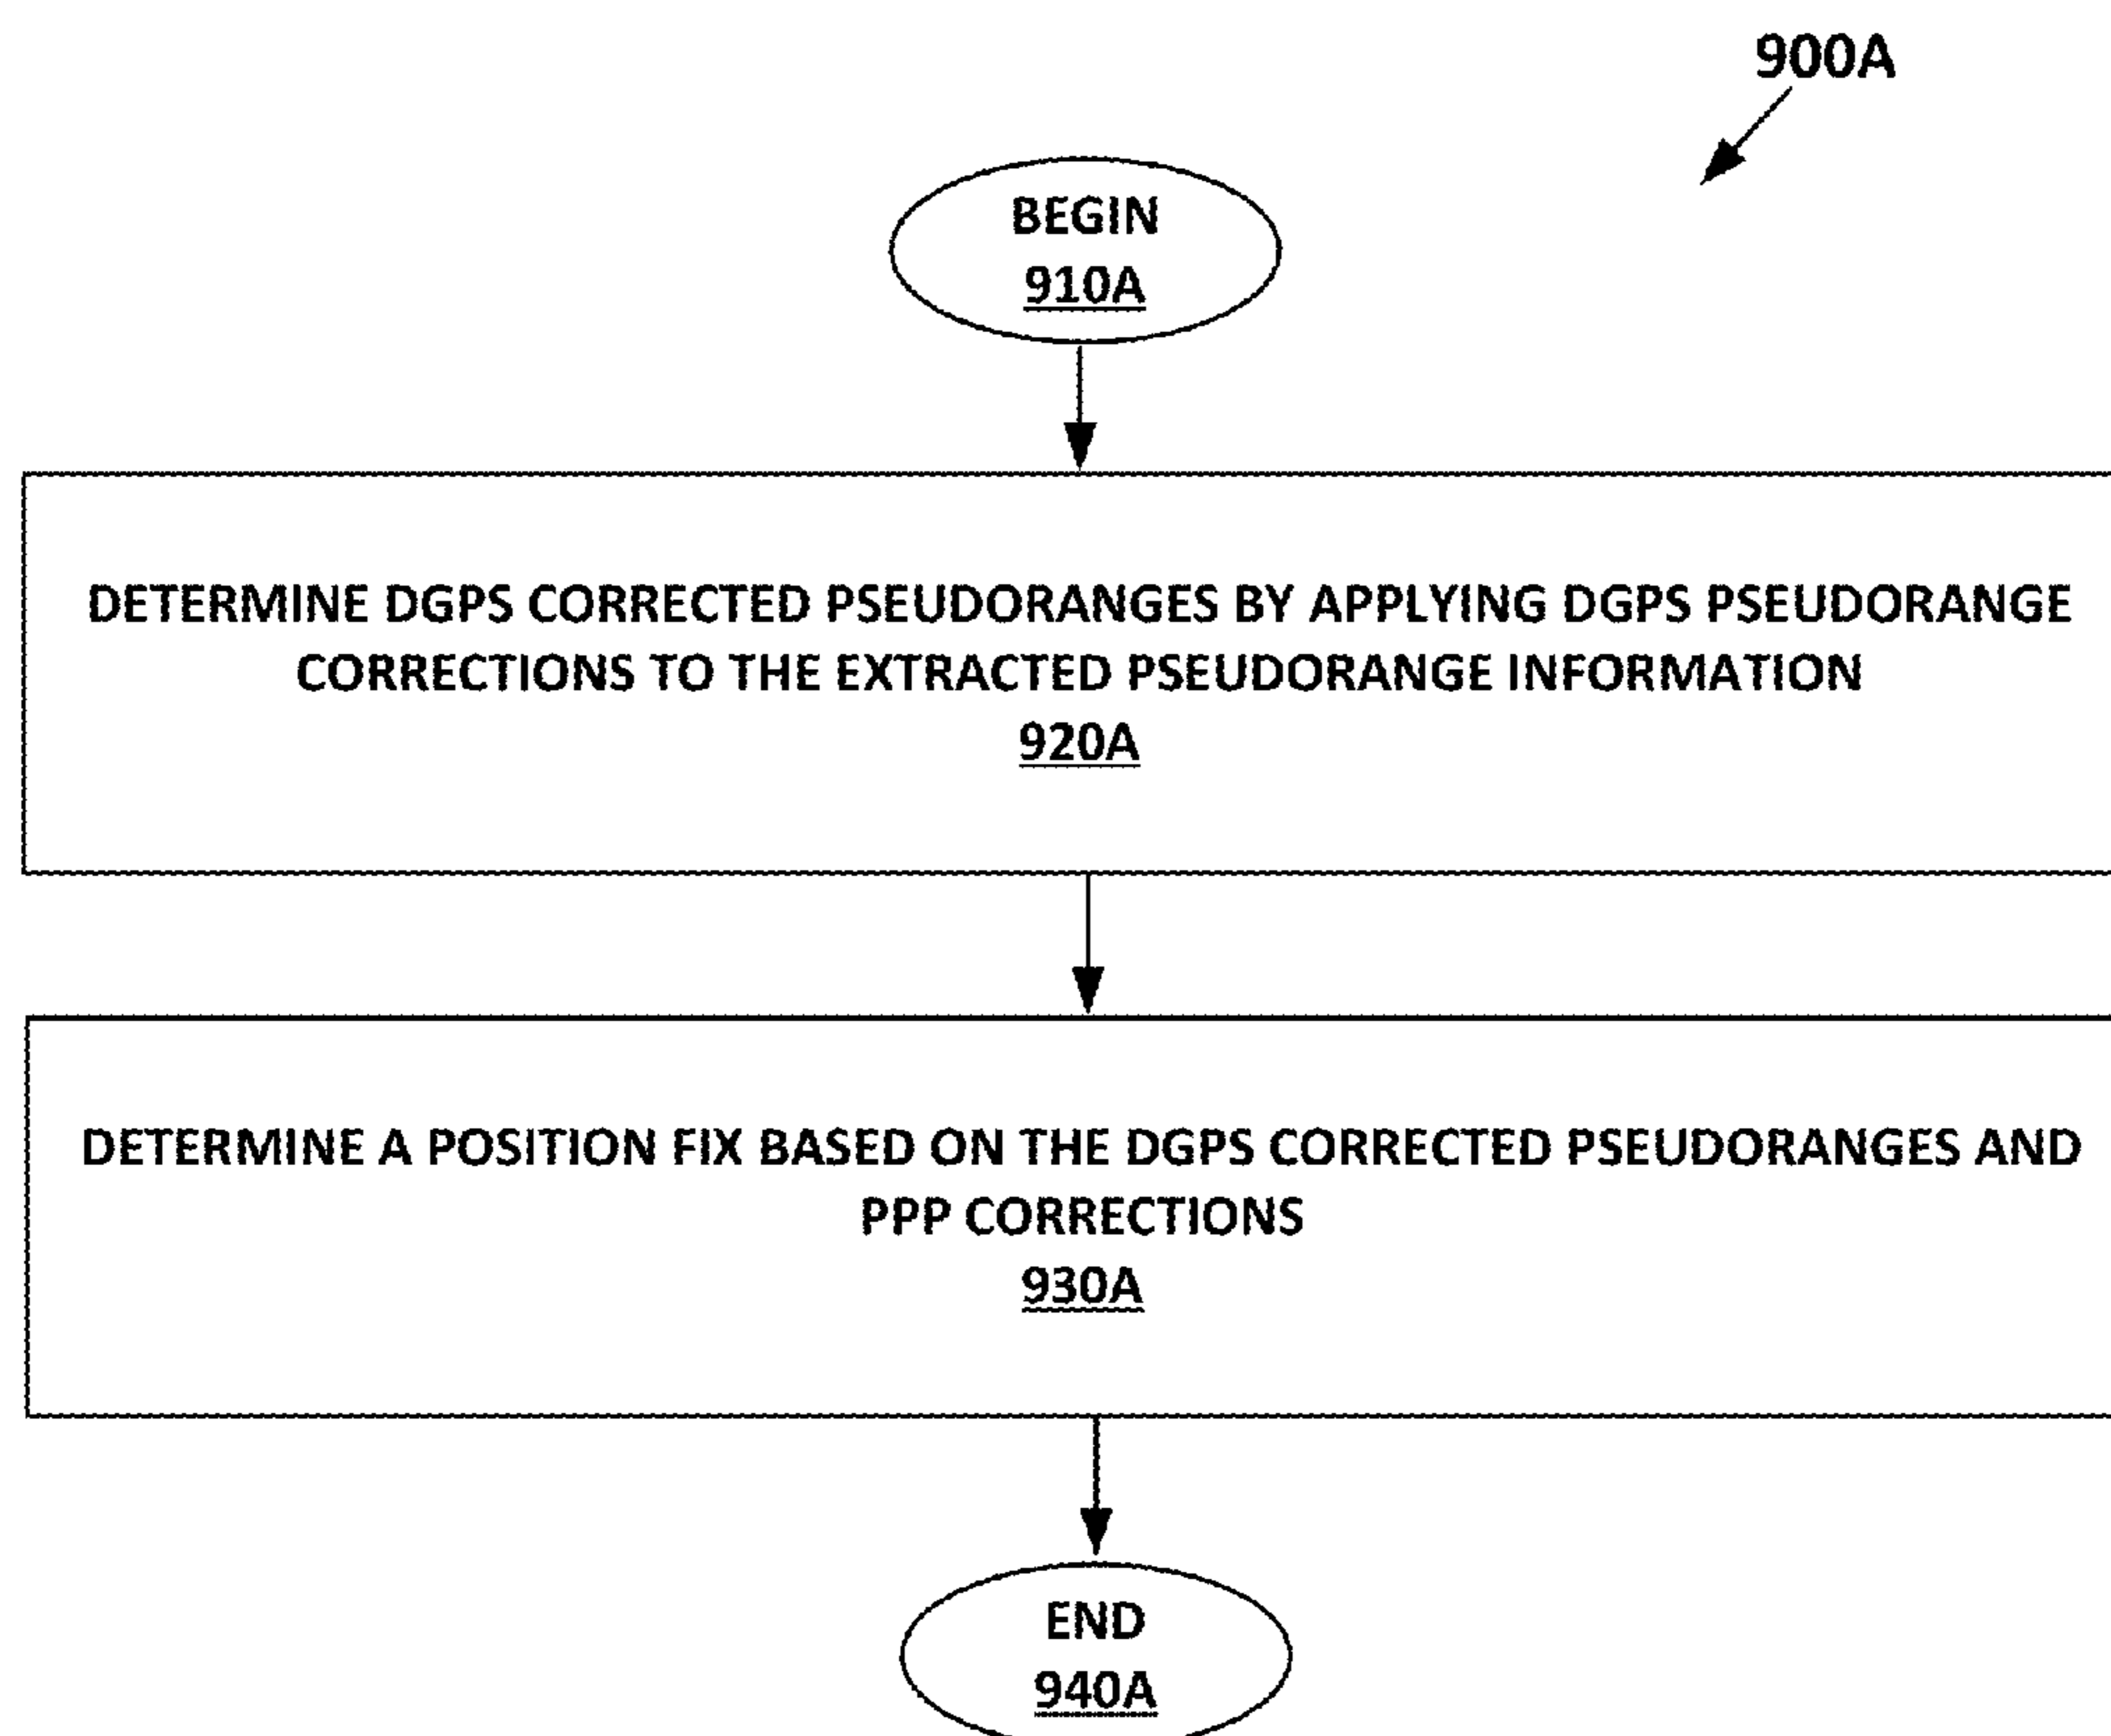 900A
BEGIN
910A
DETERMINE DGPS CORRECTED PSEUDORANGES BY APPLYING DGPS PSEUDORANGE
CORRECTIONS TO THE EXTRACTED PSEUDORANGE INFORMATION
920A
DETERMINE A POSITION FIX BASED ON THE DGPS CORRECTED PSEUDORANGES AND
PPP CORRECTIONS
930A
END
940A